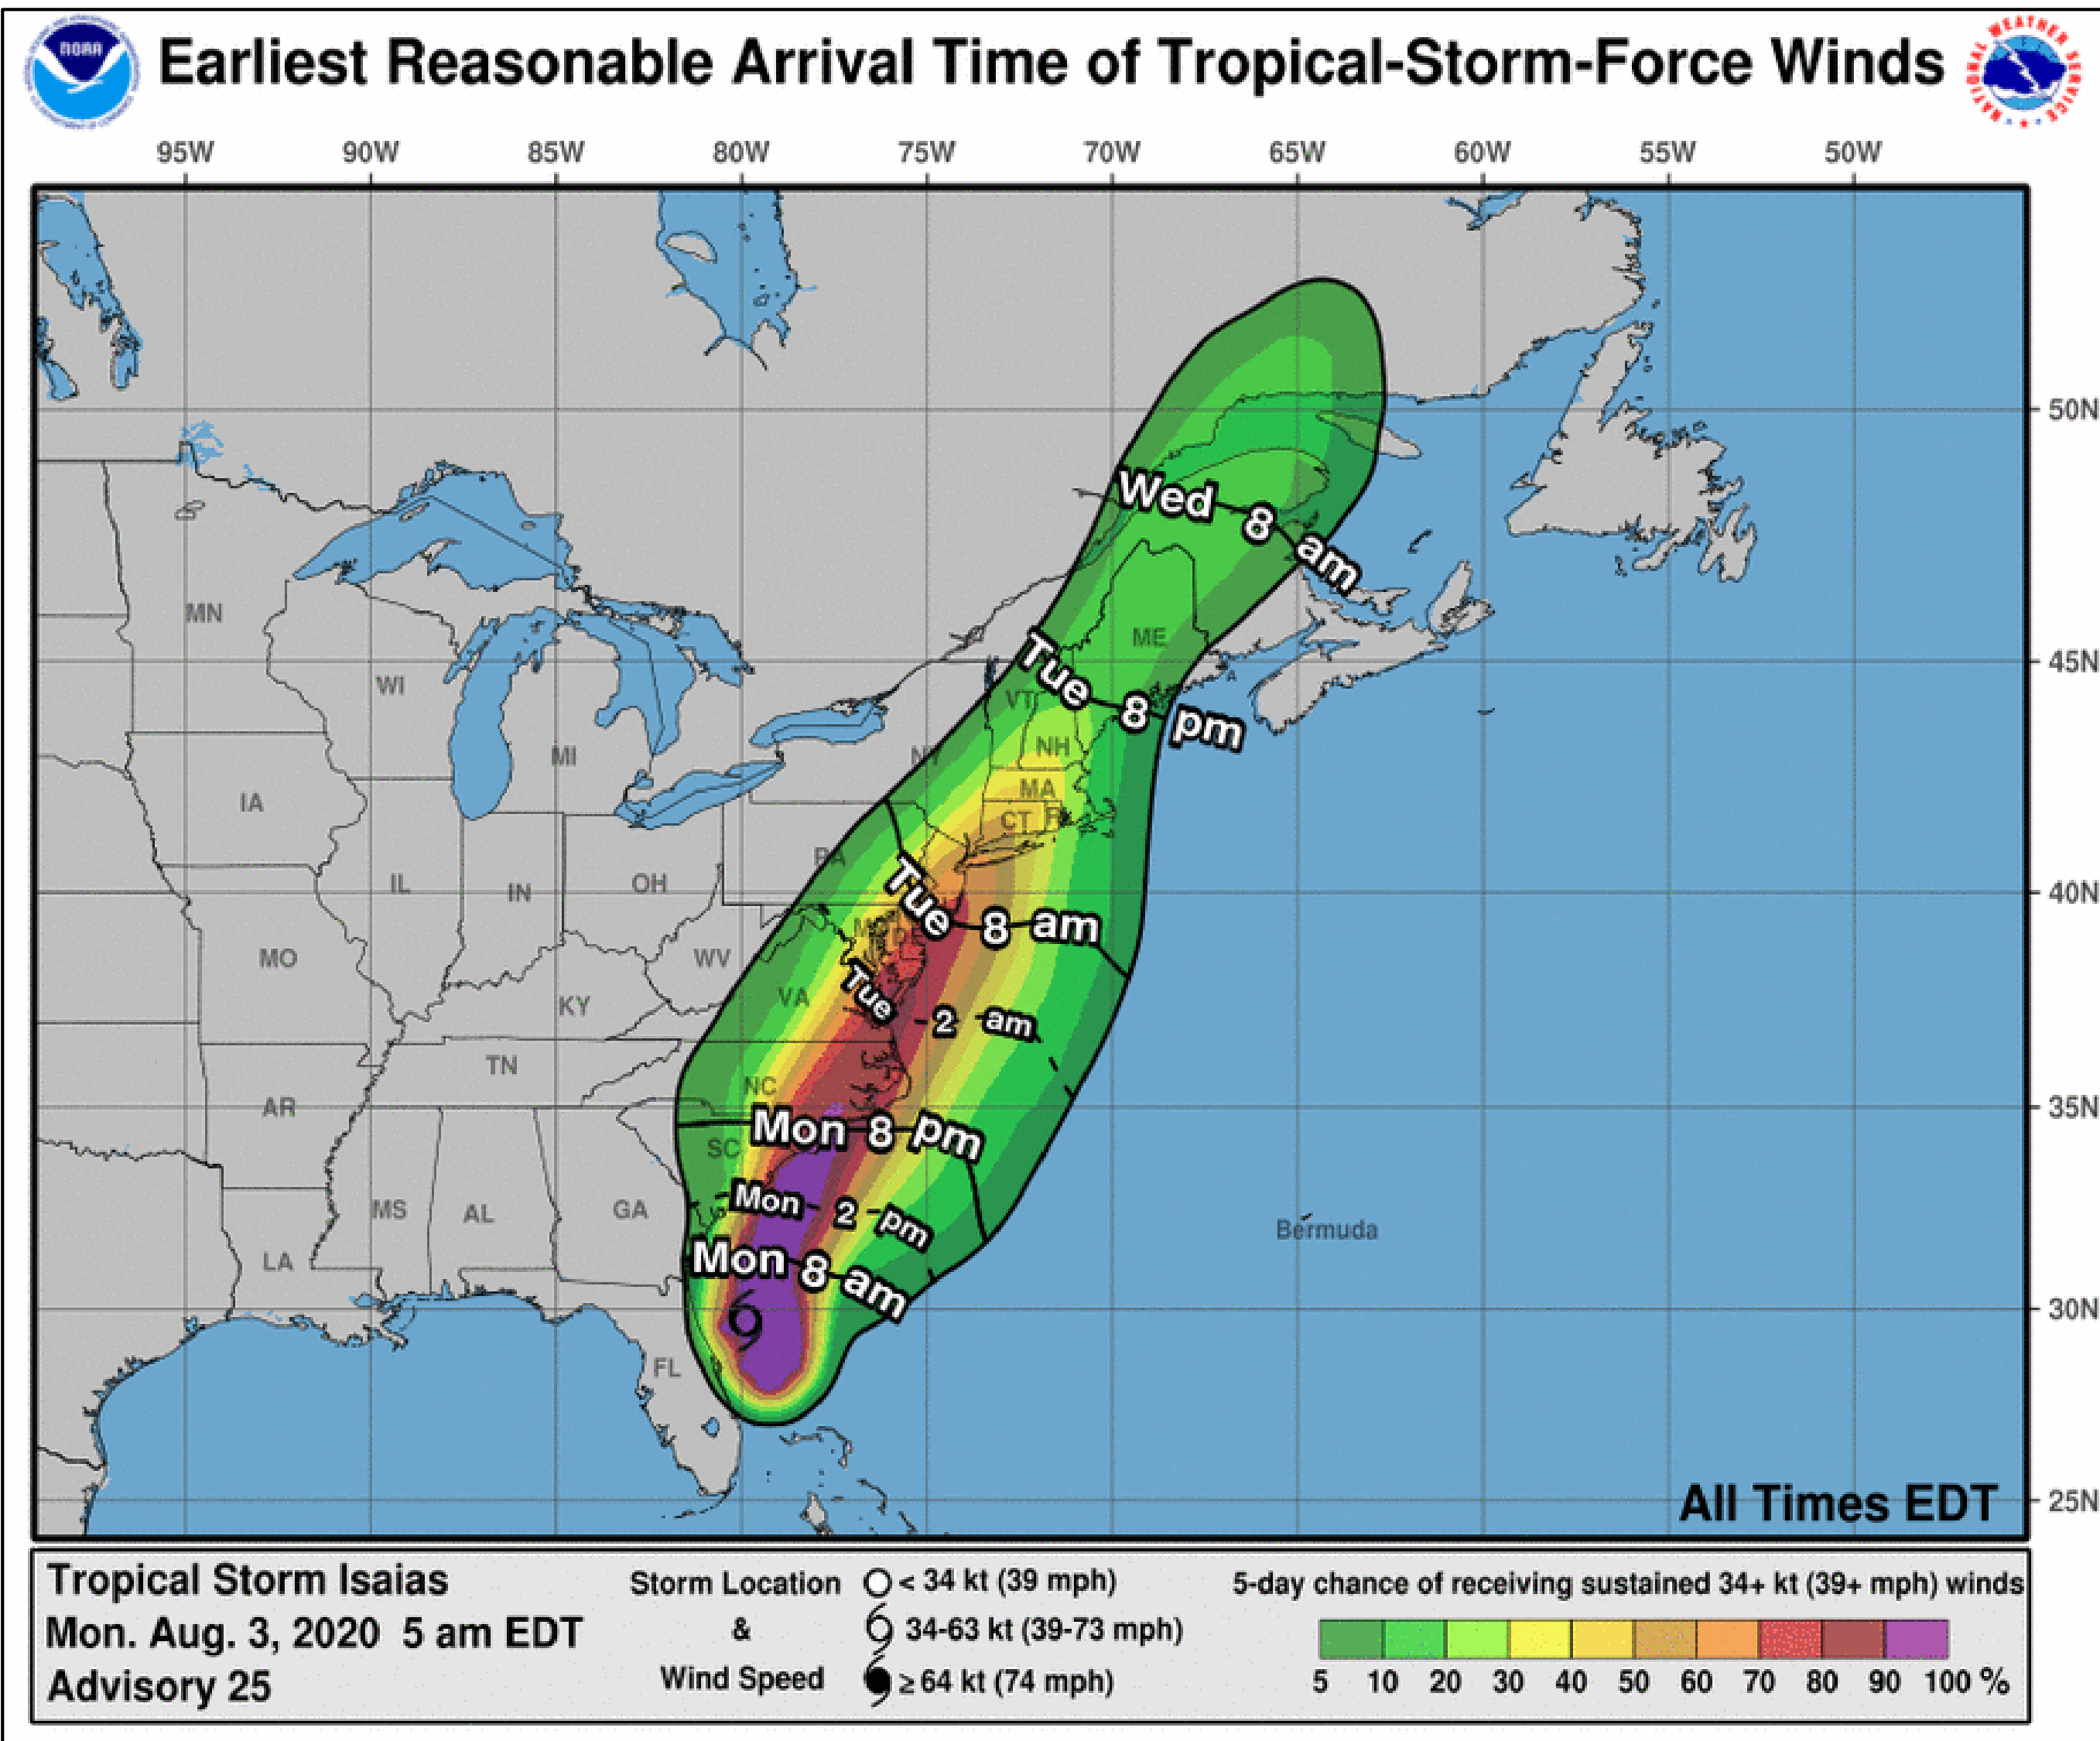 NOAA
Earliest Reasonable Arrival Time of Tropical-Storm-Force Winds
NATIONAL WEATHER SERVICE
95W 90W 85W 80W 75W 70W 65W 60W 55W 50W
50N
Wed 8 am
MN
ME
45N
Tue 8 pm
WI
VT
MI
NY
NH
IA
MA
CT
PA
IL
IN
OH
40N
Tue 8 am
MO
WV
DE
Tue 2 am
VA
KY
TN
NC
AR
35N
Mon 8 pm
SC
Mon 2 pm
MS
AL
GA
Bermuda
LA
Mon 8 am
30N
FL
All Times EDT
25N
Tropical Storm Isaias
Mon. Aug. 3, 2020 5 am EDT
Advisory 25
Storm Location
&
Wind Speed
< 34 kt (39 mph)
34-63 kt (39-73 mph)
≥ 64 kt (74 mph)
5-day chance of receiving sustained 34+ kt (39+ mph) winds
5 10 20 30 40 50 60 70 80 90 100 %